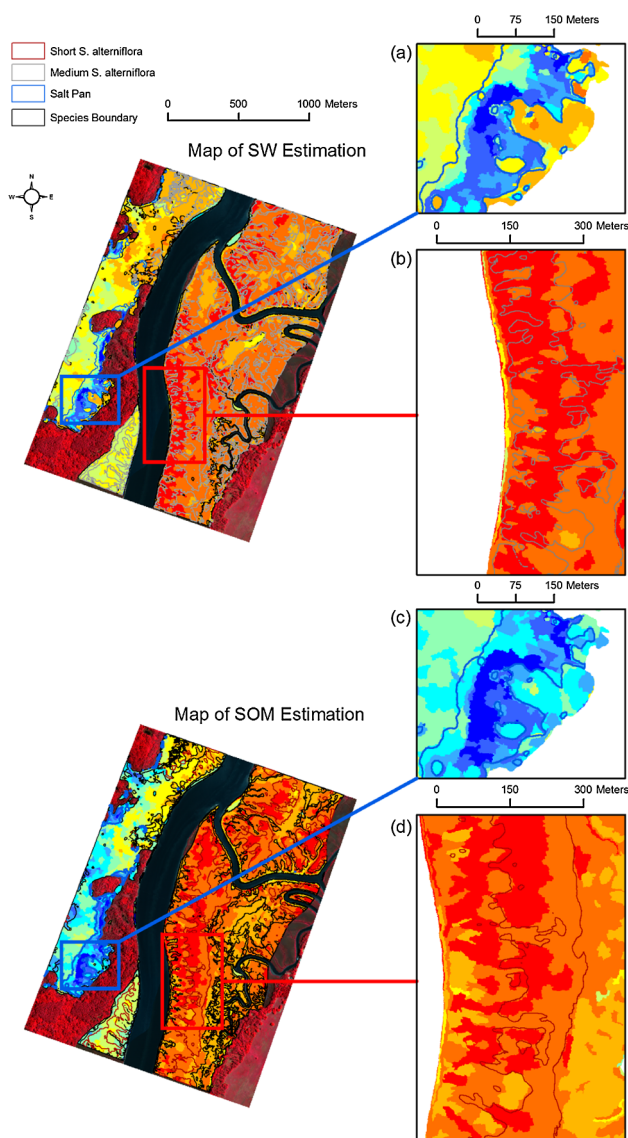 0 75 150 Meters
(a)
Short S. alterniflora
Medium S. alterniflora
Salt Pan
Species Boundary
0 500 1000 Meters
Map of SW Estimation
N
W E
S
0 150 300 Meters
(b)
0 75 150 Meters
(c)
Map of SOM Estimation
0 150 300 Meters
(d)